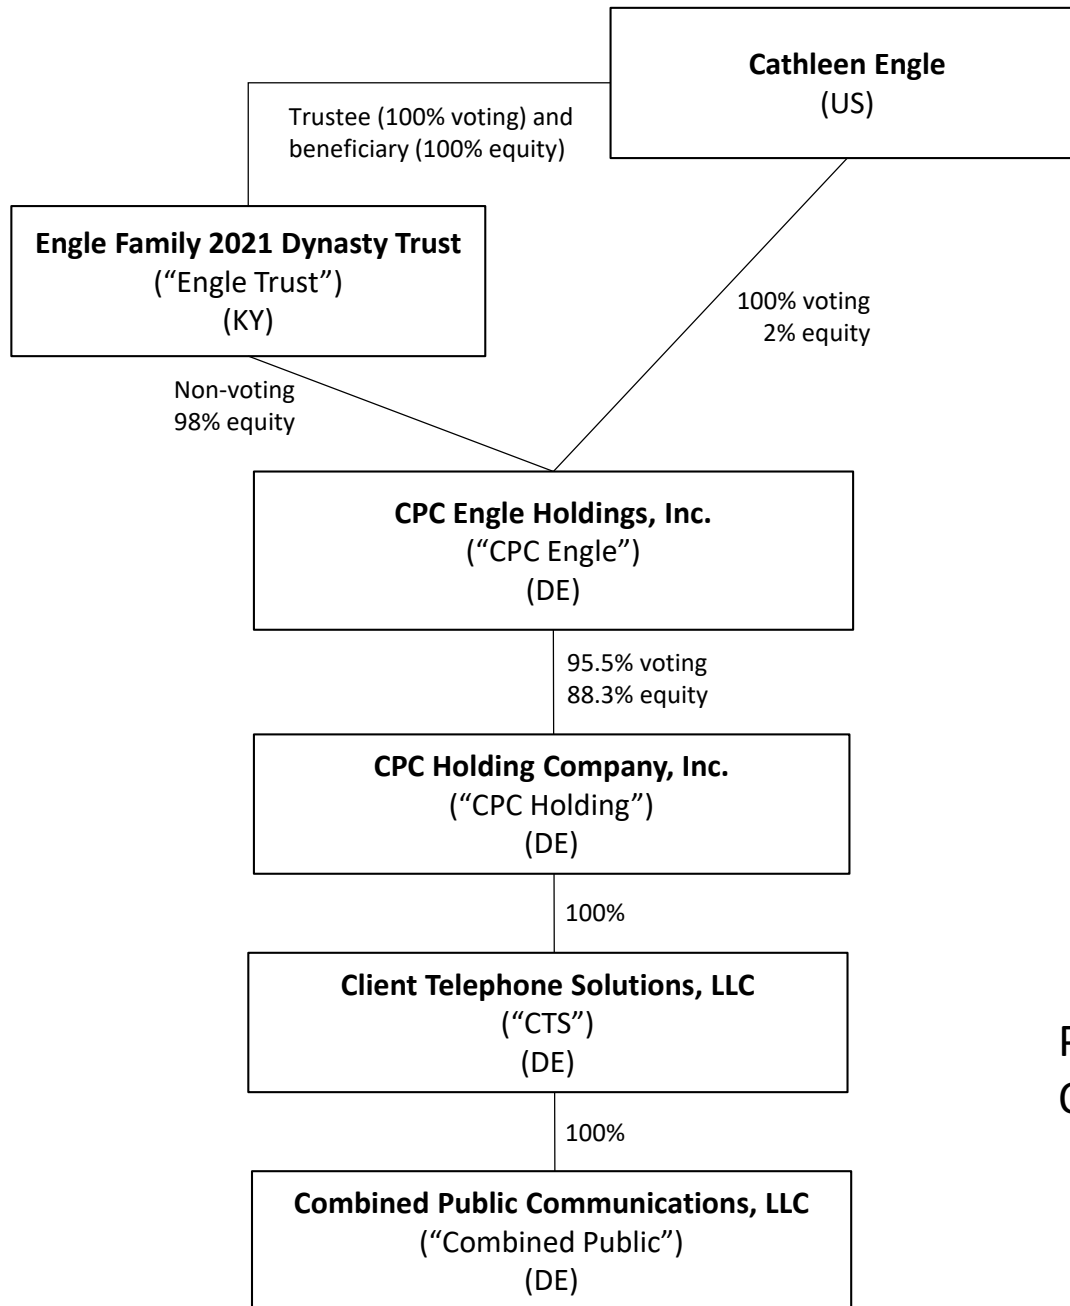 Cathleen Engle
(US)
Trustee (100% voting) and
beneficiary (100% equity)
Engle Family 2021 Dynasty Trust
(“Engle Trust”)
(KY)
100% voting
2% equity
Non-voting
98% equity
CPC Engle Holdings, Inc.
(“CPC Engle”)
(DE)
95.5% voting
88.3% equity
CPC Holding Company, Inc.
(“CPC Holding”)
(DE)
100%
Client Telephone Solutions, LLC
(“CTS”)
(DE)
100%
Combined Public Communications, LLC
(“Combined Public”)
(DE)